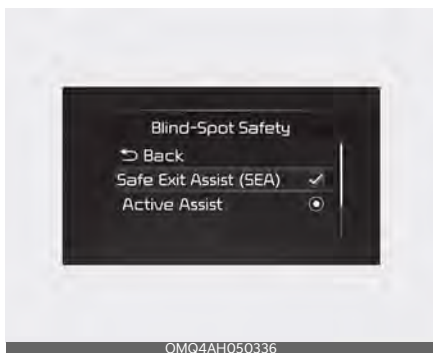 Blind-Spot Safety
Back
Safe Exit Assist (SEA)
Active Assist
OMQ4AH050336